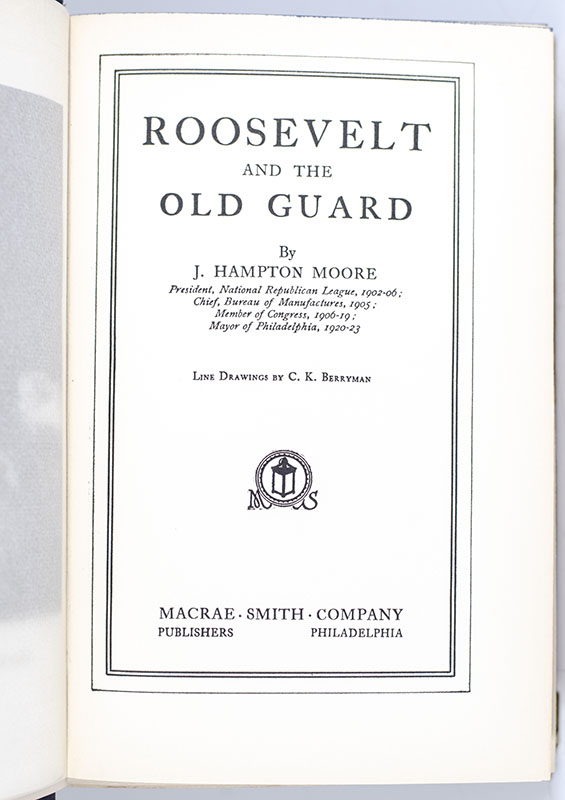 ROOSEVELT
AND THE
OLD GUARD
By
J. HAMPTON MOORE
President, National Republican League, 1902-06;
Chief, Bureau of Manufactures, 1905;
Member of Congress, 1906-19;
Mayor of Philadelphia, 1920-23
LINE DRAWINGS BY C. K. BERRYMAN
M S
MACRAE · SMITH · COMPANY
PUBLISHERS PHILADELPHIA